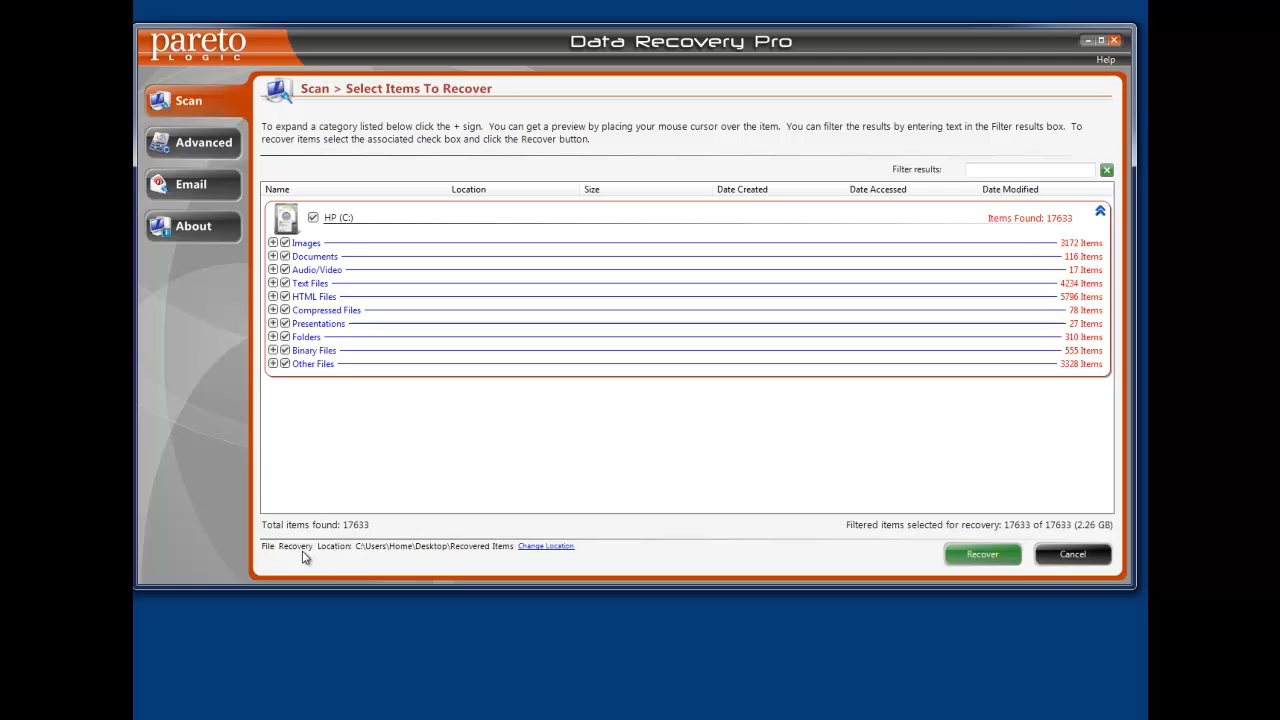 pareto
LOGIC
Data Recovery Pro
Help
Scan
Advanced
Email
About
Scan > Select Items To Recover
To expand a category listed below click the + sign. You can get a preview by placing your mouse cursor over the item. You can filter the results by entering text in the Filter results box. To
recover items select the associated check box and click the Recover button.
Filter results:
Name Location Size Date Created Date Accessed Date Modified
HP (C:) Items Found: 17633
Images 3172 Items
Documents 116 Items
Audio/Video 17 Items
Text Files 4234 Items
HTML Files 5796 Items
Compressed Files 78 Items
Presentations 27 Items
Folders 310 Items
Binary Files 555 Items
Other Files 3328 Items
Total items found: 17633 Filtered items selected for recovery: 17633 of 17633 (2.26 GB)
File Recovery Location: C:\Users\Home\Desktop\Recovered Items Change Location
Recover Cancel